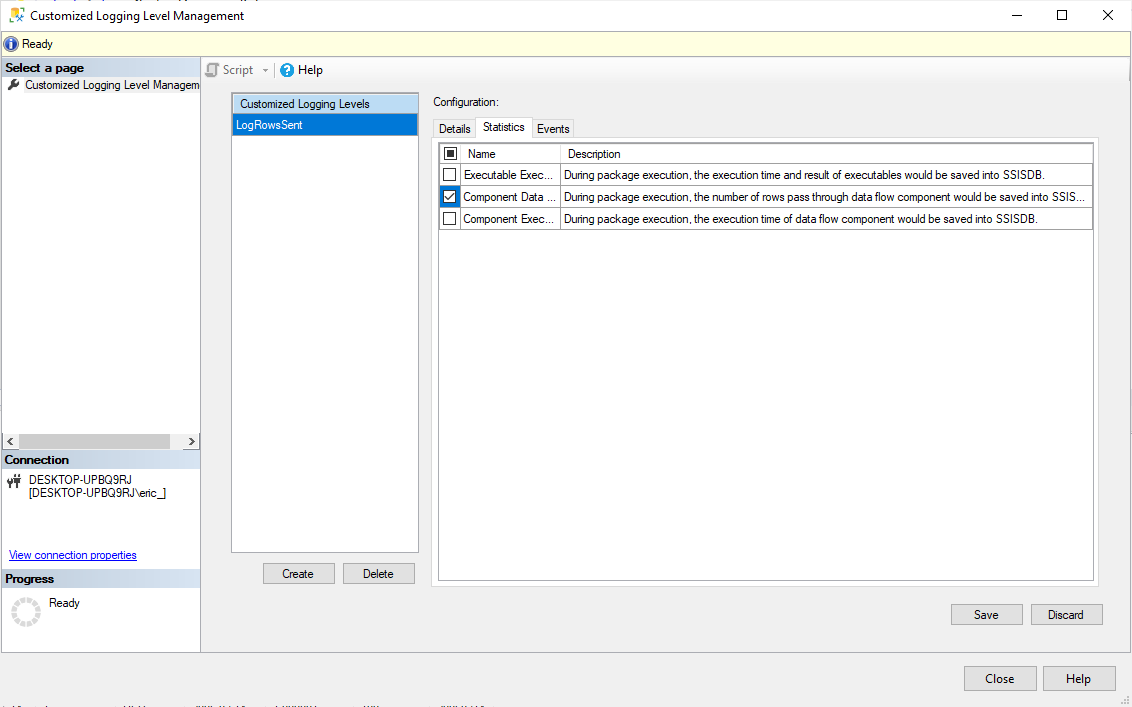 Customized Logging Level Management
Ready
Select a page
Customized Logging Level Managem
Script
Help
Customized Logging Levels
LogRowsSent
Configuration:
Details
Statistics
Events
Name Description
Executable Exec... During package execution, the execution time and result of executables would be saved into SSISDB.
Component Data ... During package execution, the number of rows pass through data flow component would be saved into SSIS...
Component Exec... During package execution, the execution time of data flow component would be saved into SSISDB.
Connection
DESKTOP-UPBQ9RJ
[DESKTOP-UPBQ9RJ\eric_]
View connection properties
Progress
Ready
Create
Delete
Save
Discard
Close
Help